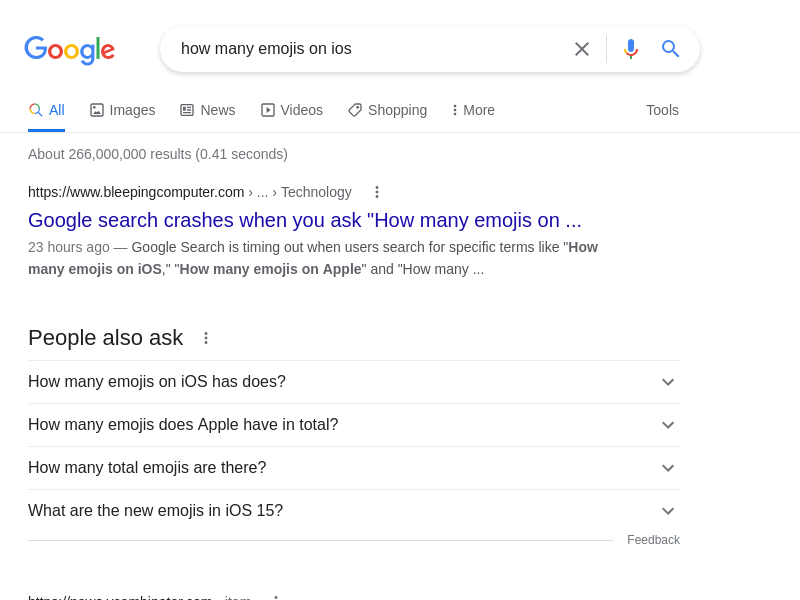 Google
how many emojis on ios
All Images News Videos Shopping More Tools
About 266,000,000 results (0.41 seconds)
https://www.bleepingcomputer.com › ... › Technology
Google search crashes when you ask "How many emojis on ...
23 hours ago — Google Search is timing out when users search for specific terms like "How
many emojis on iOS," "How many emojis on Apple" and "How many ...
People also ask
How many emojis on iOS has does?
How many emojis does Apple have in total?
How many total emojis are there?
What are the new emojis in iOS 15?
Feedback
https://news.ycombinator.com › item